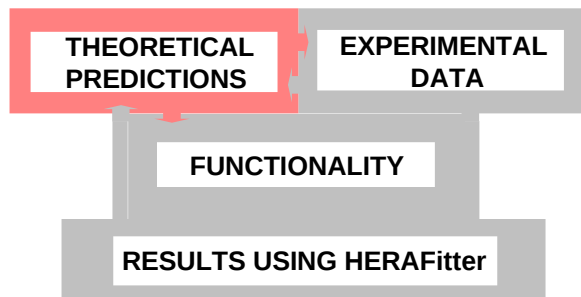 THEORETICAL
PREDICTIONS
EXPERIMENTAL
DATA
FUNCTIONALITY
RESULTS USING HERAFitter